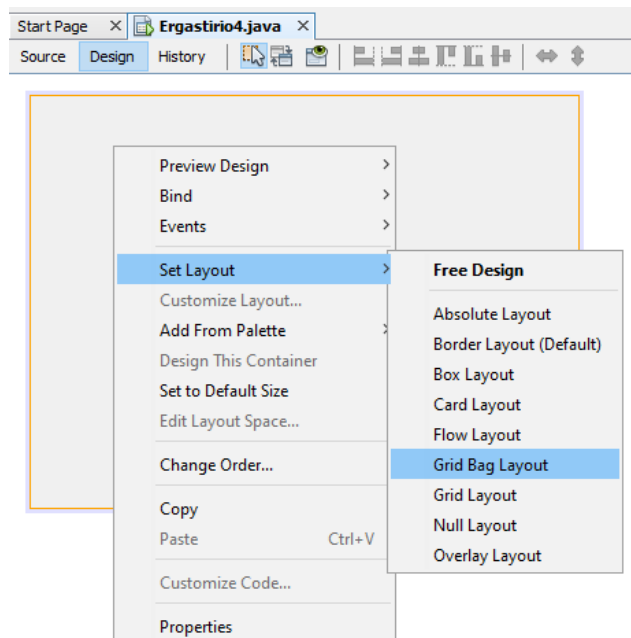 Start Page
Ergastirio4.java
Source Design History
Preview Design
Bind
Events
Set Layout
Customize Layout...
Add From Palette
Design This Container
Set to Default Size
Edit Layout Space...
Change Order...
Copy
Paste Ctrl+V
Customize Code...
Properties
Free Design
Absolute Layout
Border Layout (Default)
Box Layout
Card Layout
Flow Layout
Grid Bag Layout
Grid Layout
Null Layout
Overlay Layout